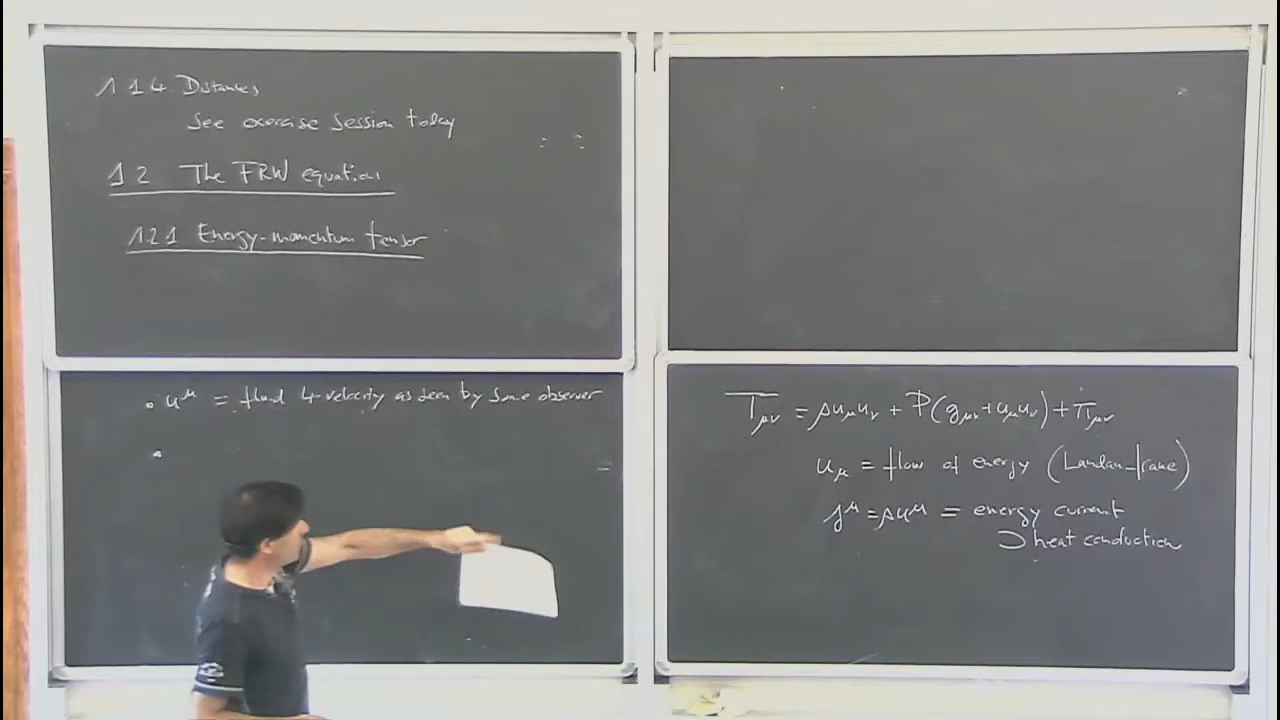 1 1 4. Distances
See exercise session today
1.2 The FRW equations
1.2.1 Energy-momentum tensor
• u^μ = fluid 4-velocity as seen by some observer
•
T_μν = ρu_μu_ν + P(g_μν+u_μu_ν) + π_μν
u_μ = flow of energy (Landau-frame)
J^μ = ρu^μ = energy current
⊃ heat conduction